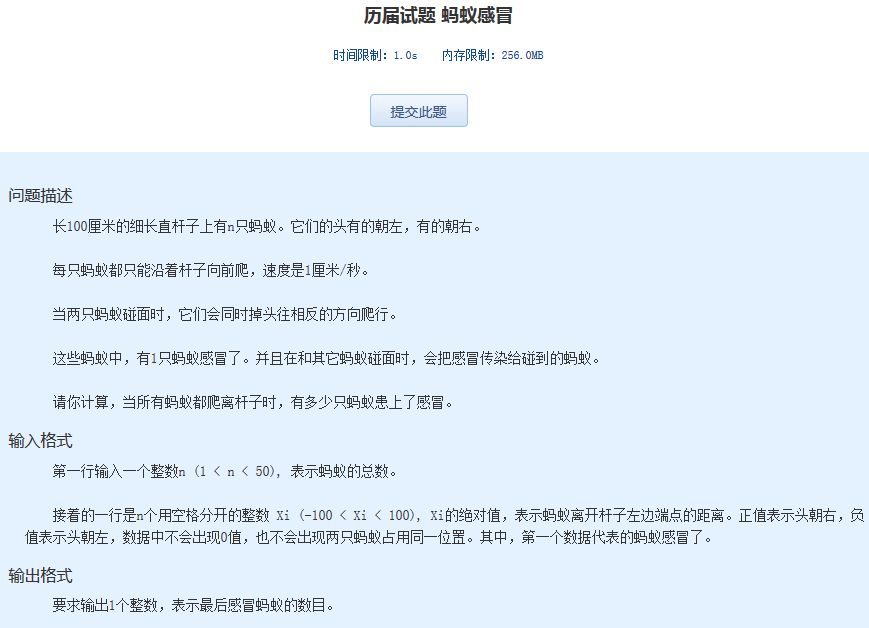 历届试题 蚂蚁感冒
时间限制：1.0s 内存限制：256.0MB
提交此题
问题描述
长100厘米的细长直杆子上有n只蚂蚁。它们的头有的朝左，有的朝右。
每只蚂蚁都只能沿着杆子向前爬，速度是1厘米/秒。
当两只蚂蚁碰面时，它们会同时掉头往相反的方向爬行。
这些蚂蚁中，有1只蚂蚁感冒了。并且在和其它蚂蚁碰面时，会把感冒传染给碰到的蚂蚁。
请你计算，当所有蚂蚁都爬离杆子时，有多少只蚂蚁患上了感冒。
输入格式
第一行输入一个整数n (1 < n < 50), 表示蚂蚁的总数。
接着的一行是n个用空格分开的整数 Xi (-100 < Xi < 100), Xi的绝对值，表示蚂蚁离开杆子左边端点的距离。正值表示头朝右，负
值表示头朝左，数据中不会出现0值，也不会出现两只蚂蚁占用同一位置。其中，第一个数据代表的蚂蚁感冒了。
输出格式
要求输出1个整数，表示最后感冒蚂蚁的数目。